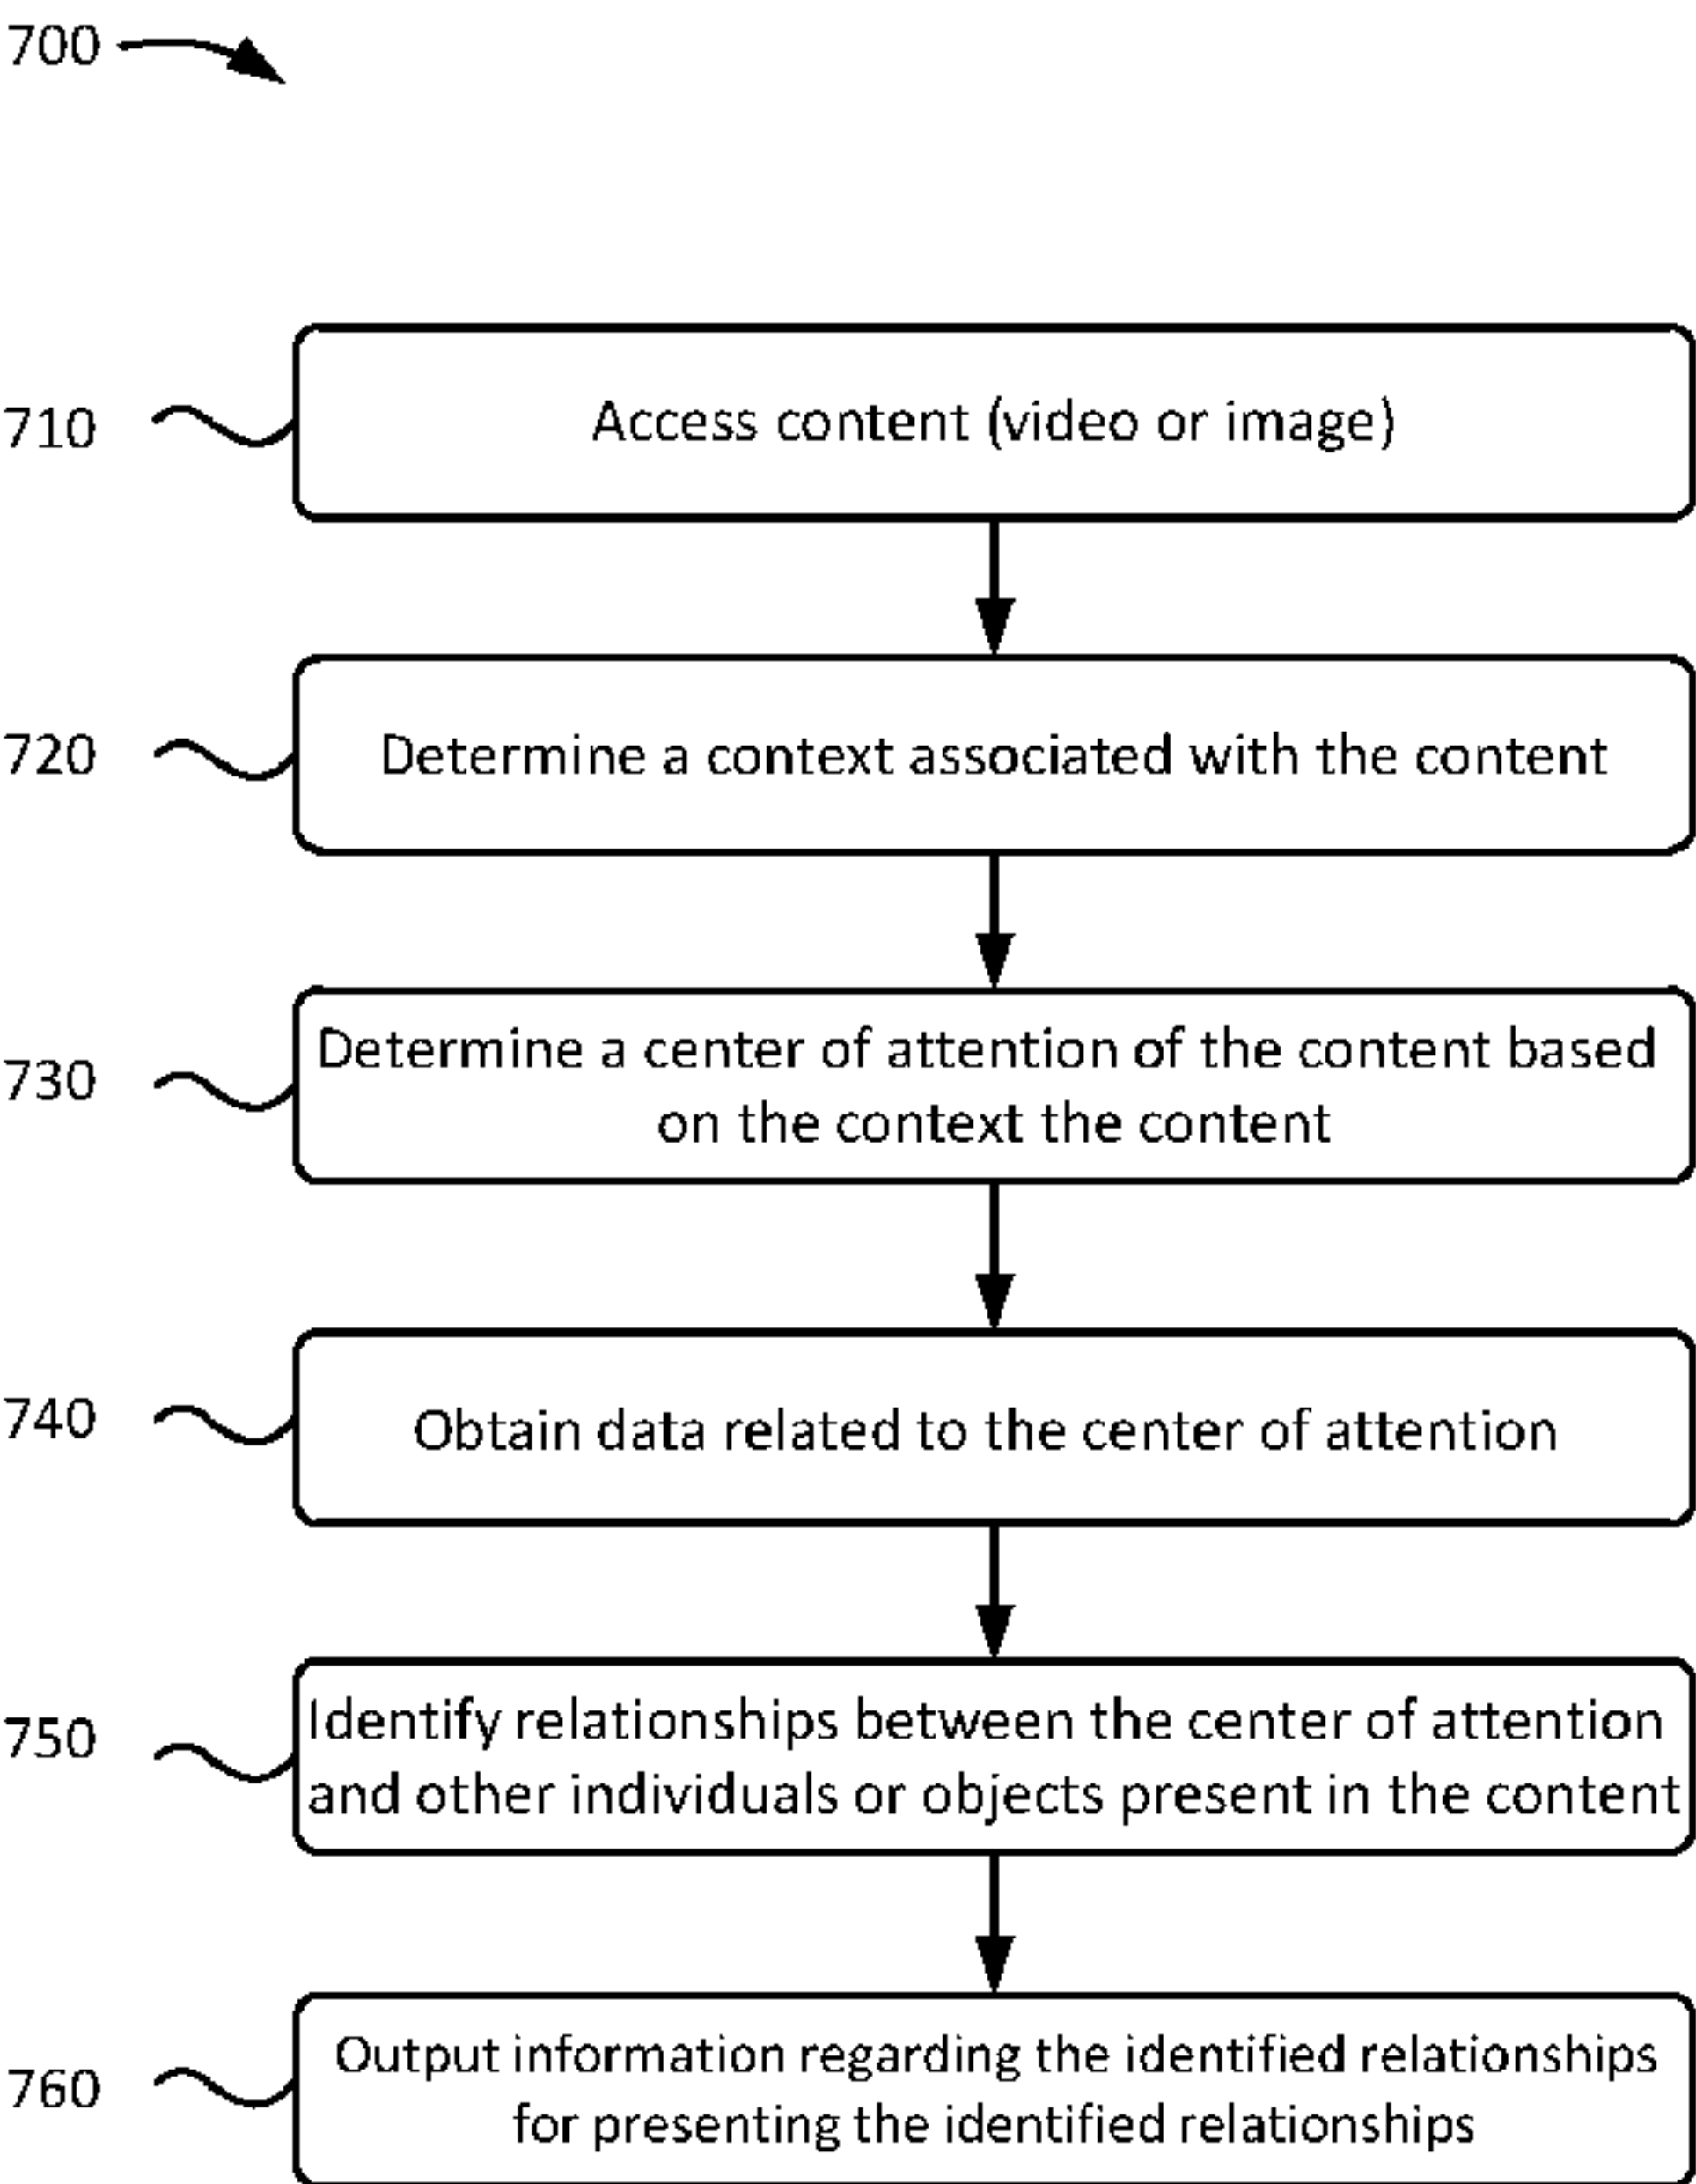 700
710
Access content (video or image)
720
Determine a context associated with the content
730
Determine a center of attention of the content based
on the context the content
740
Obtain data related to the center of attention
750
Identify relationships between the center of attention
and other individuals or objects present in the content
760
Output information regarding the identified relationships
for presenting the identified relationships